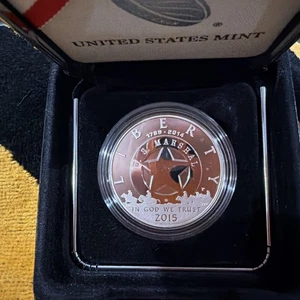 UNITED STATES MINT
LIBERTY
1789-2014
U.S. MARSHAL
IN GOD WE TRUST
2015